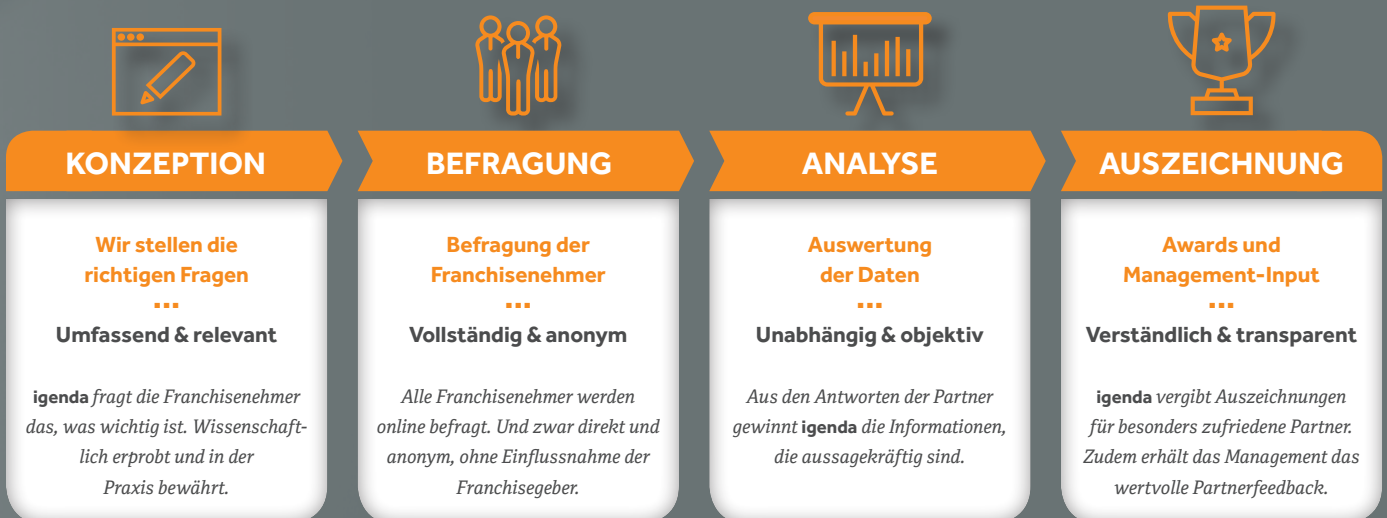 KONZEPTION
Wir stellen die
richtigen Fragen
...
Umfassend & relevant
igenda fragt die Franchisenehmer
das, was wichtig ist. Wissenschaft-
lich erprobt und in der
Praxis bewährt.
BEFRAGUNG
Befragung der
Franchisenehmer
...
Vollständig & anonym
Alle Franchisenehmer werden
online befragt. Und zwar direkt und
anonym, ohne Einflussnahme der
Franchisegeber.
ANALYSE
Auswertung
der Daten
...
Unabhängig & objektiv
Aus den Antworten der Partner
gewinnt igenda die Informationen,
die aussagekräftig sind.
AUSZEICHNUNG
Awards und
Management-Input
...
Verständlich & transparent
igenda vergibt Auszeichnungen
für besonders zufriedene Partner.
Zudem erhält das Management das
wertvolle Partnerfeedback.